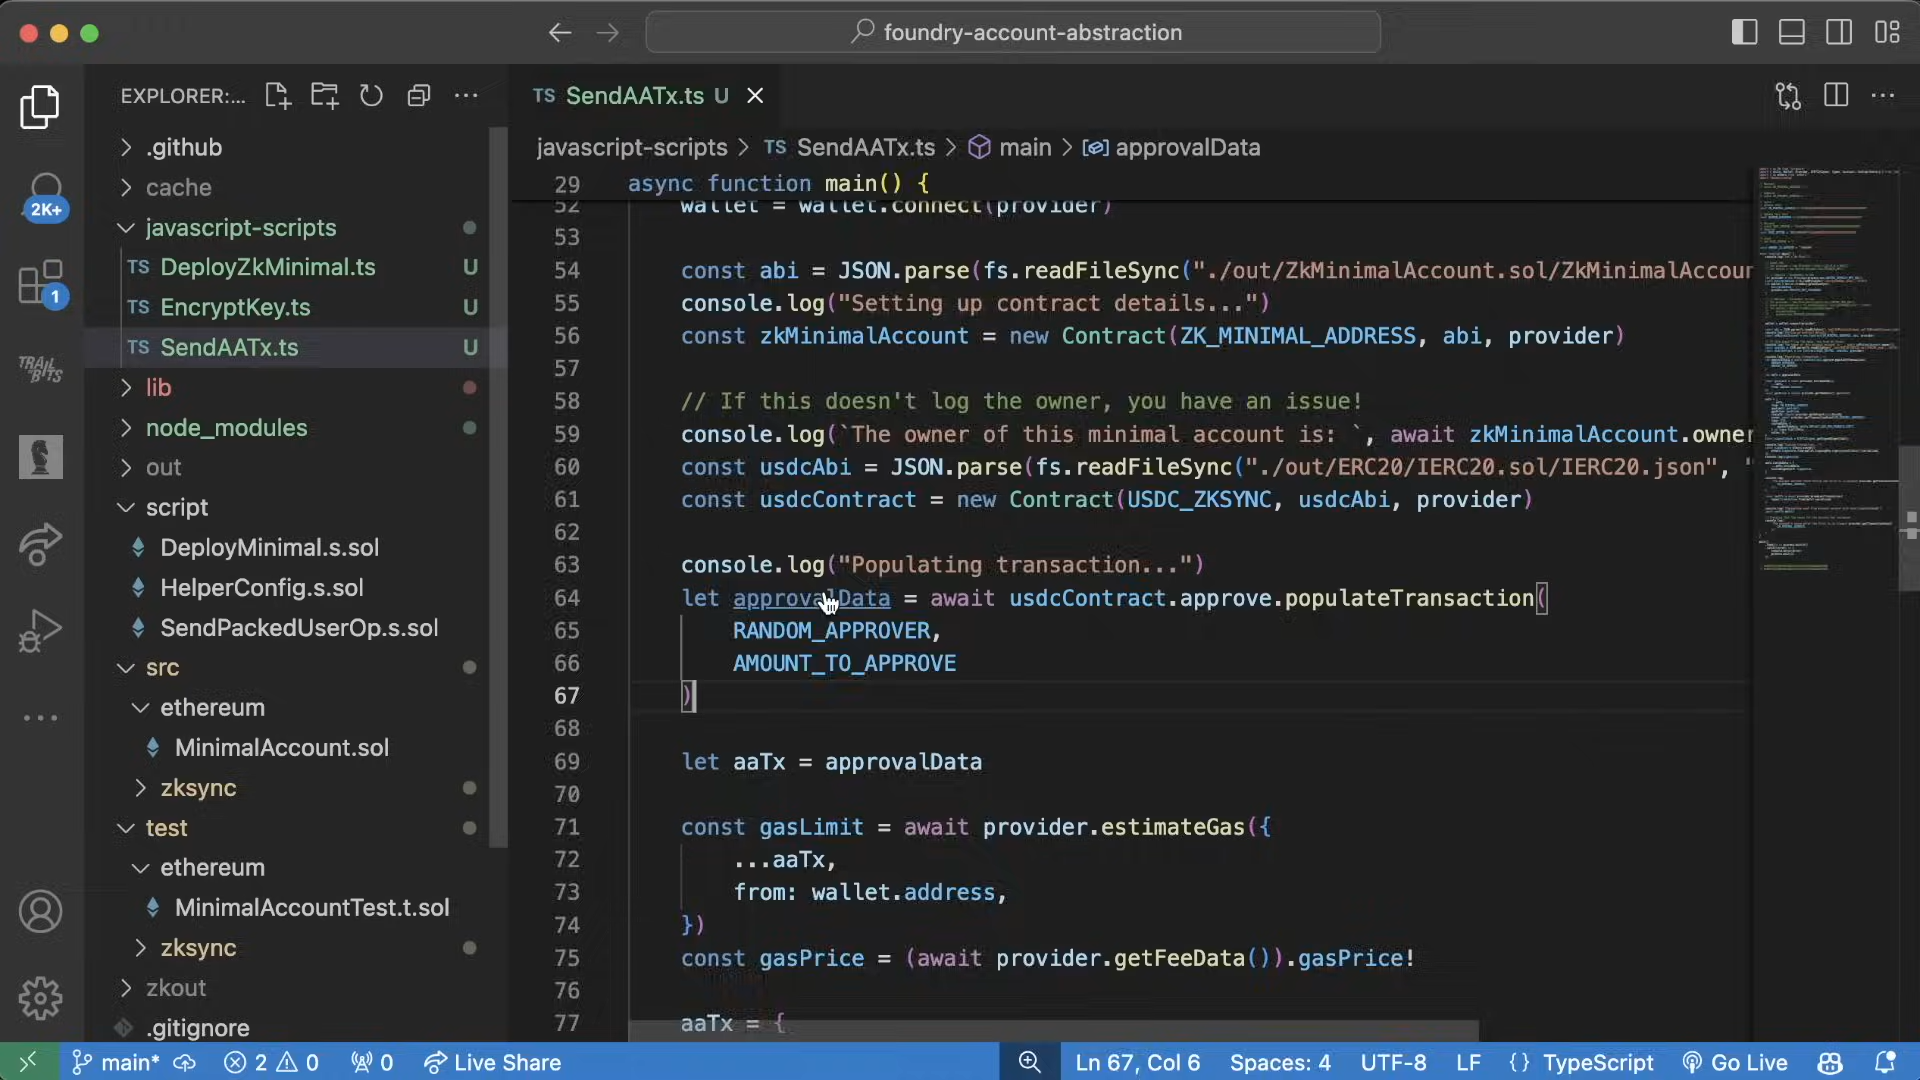 foundry-account-abstraction
EXPLORER:...
TS SendAATx.ts U
javascript-scripts > TS SendAATx.ts > main > approvalData
2K+
1
TRAIL BITS
.github
cache
javascript-scripts
TS DeployZkMinimal.ts U
TS EncryptKey.ts U
TS SendAATx.ts U
lib
node_modules
out
script
DeployMinimal.s.sol
HelperConfig.s.sol
SendPackedUserOp.s.sol
src
ethereum
MinimalAccount.sol
zksync
test
ethereum
MinimalAccountTest.t.sol
zksync
zkout
.gitignore
29 async function main() {
52 wallet = wallet.connect(provider)
53
54 const abi = JSON.parse(fs.readFileSync("./out/ZkMinimalAccount.sol/ZkMinimalAccoun
55 console.log("Setting up contract details...")
56 const zkMinimalAccount = new Contract(ZK_MINIMAL_ADDRESS, abi, provider)
57
58 // If this doesn't log the owner, you have an issue!
59 console.log(`The owner of this minimal account is: `, await zkMinimalAccount.owner
60 const usdcAbi = JSON.parse(fs.readFileSync("./out/ERC20/IERC20.sol/IERC20.json", "
61 const usdcContract = new Contract(USDC_ZKSYNC, usdcAbi, provider)
62
63 console.log("Populating transaction...")
64 let approvalData = await usdcContract.approve.populateTransaction(
65 RANDOM_APPROVER,
66 AMOUNT_TO_APPROVE
67 )
68
69 let aaTx = approvalData
70
71 const gasLimit = await provider.estimateGas({
72 ...aaTx,
73 from: wallet.address,
74 })
75 const gasPrice = (await provider.getFeeData()).gasPrice!
76
77 aaTx = {
main* 2 0 0 Live Share Ln 67, Col 6 Spaces: 4 UTF-8 LF {} TypeScript Go Live